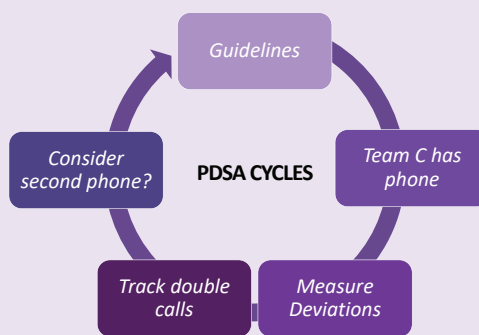 Guidelines
Team C has
phone
Measure
Deviations
Track double
calls
Consider
second phone?
PDSA CYCLES